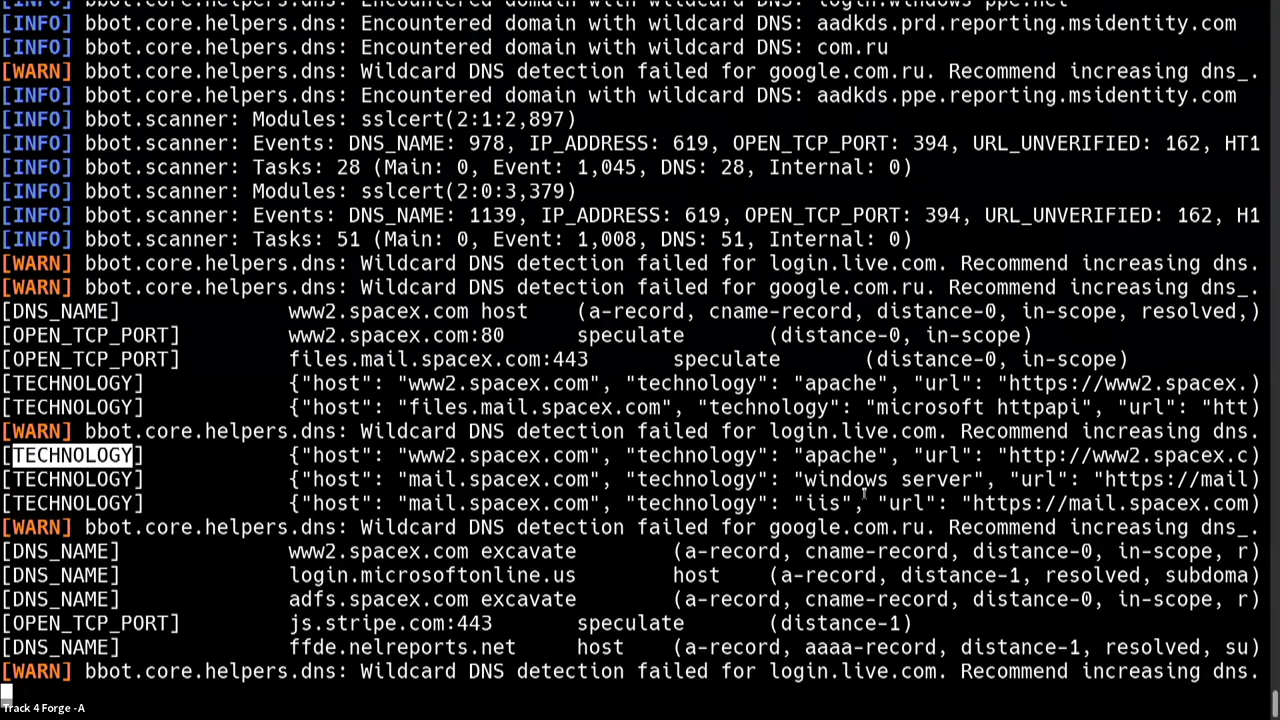 [INFO] bbot.core.helpers.dns: Encountered domain with wildcard DNS: login.windows-ppe.net
[INFO] bbot.core.helpers.dns: Encountered domain with wildcard DNS: aadkds.prd.reporting.msidentity.com
[INFO] bbot.core.helpers.dns: Encountered domain with wildcard DNS: com.ru
[WARN] bbot.core.helpers.dns: Wildcard DNS detection failed for google.com.ru. Recommend increasing dns_.
[INFO] bbot.core.helpers.dns: Encountered domain with wildcard DNS: aadkds.ppe.reporting.msidentity.com
[INFO] bbot.scanner: Modules: sslcert(2:1:2,897)
[INFO] bbot.scanner: Events: DNS_NAME: 978, IP_ADDRESS: 619, OPEN_TCP_PORT: 394, URL_UNVERIFIED: 162, HT1
[INFO] bbot.scanner: Tasks: 28 (Main: 0, Event: 1,045, DNS: 28, Internal: 0)
[INFO] bbot.scanner: Modules: sslcert(2:0:3,379)
[INFO] bbot.scanner: Events: DNS_NAME: 1139, IP_ADDRESS: 619, OPEN_TCP_PORT: 394, URL_UNVERIFIED: 162, H1
[INFO] bbot.scanner: Tasks: 51 (Main: 0, Event: 1,008, DNS: 51, Internal: 0)
[WARN] bbot.core.helpers.dns: Wildcard DNS detection failed for login.live.com. Recommend increasing dns.
[WARN] bbot.core.helpers.dns: Wildcard DNS detection failed for google.com.ru. Recommend increasing dns_.
[DNS_NAME] www2.spacex.com host (a-record, cname-record, distance-0, in-scope, resolved,)
[OPEN_TCP_PORT] www2.spacex.com:80 speculate (distance-0, in-scope)
[OPEN_TCP_PORT] files.mail.spacex.com:443 speculate (distance-0, in-scope)
[TECHNOLOGY] {"host": "www2.spacex.com", "technology": "apache", "url": "https://www2.spacex.)
[TECHNOLOGY] {"host": "files.mail.spacex.com", "technology": "microsoft httpapi", "url": "htt)
[WARN] bbot.core.helpers.dns: Wildcard DNS detection failed for login.live.com. Recommend increasing dns.
[TECHNOLOGY] {"host": "www2.spacex.com", "technology": "apache", "url": "http://www2.spacex.c)
[TECHNOLOGY] {"host": "mail.spacex.com", "technology": "windows server", "url": "https://mail)
[TECHNOLOGY] {"host": "mail.spacex.com", "technology": "iis", "url": "https://mail.spacex.com)
[WARN] bbot.core.helpers.dns: Wildcard DNS detection failed for google.com.ru. Recommend increasing dns_.
[DNS_NAME] www2.spacex.com excavate (a-record, cname-record, distance-0, in-scope, r)
[DNS_NAME] login.microsoftonline.us host (a-record, distance-1, resolved, subdoma)
[DNS_NAME] adfs.spacex.com excavate (a-record, cname-record, distance-0, in-scope, r)
[OPEN_TCP_PORT] js.stripe.com:443 speculate (distance-1)
[DNS_NAME] ffde.nelreports.net host (a-record, aaaa-record, distance-1, resolved, su)
[WARN] bbot.core.helpers.dns: Wildcard DNS detection failed for login.live.com. Recommend increasing dns.
Track 4 Forge -A